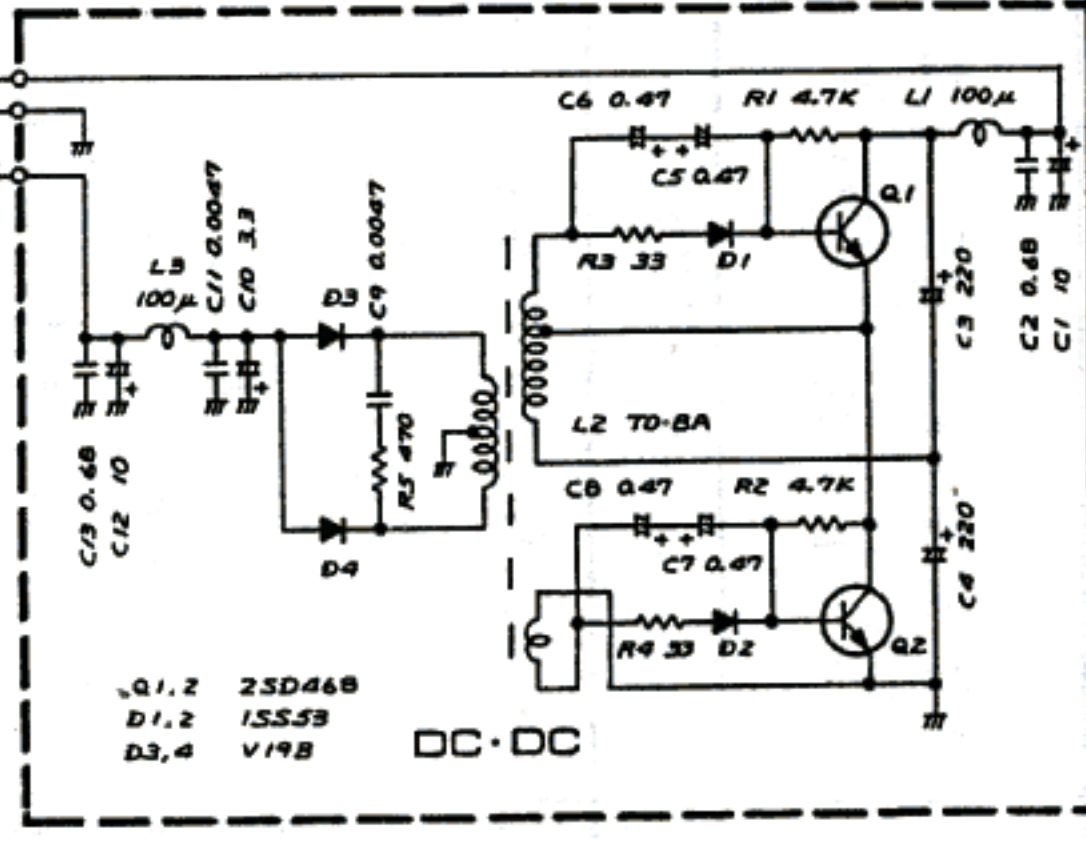 C6 0.47
R1 4.7K
L1 100μ
C5 0.47
Q1
R3 33
D1
L3
100μ
C11 0.0047
C10 3.3
D3
C9 0.0047
C3 220
C2 0.68
C1 10
L2 TD-8A
R5 470
C13 0.68
C12 10
D4
C8 0.47
R2 4.7K
C7 0.47
C4 220
R4 33
D2
Q2
Q1.2 2SD468
D1.2 1SS53
D3,4 V19B
DC·DC